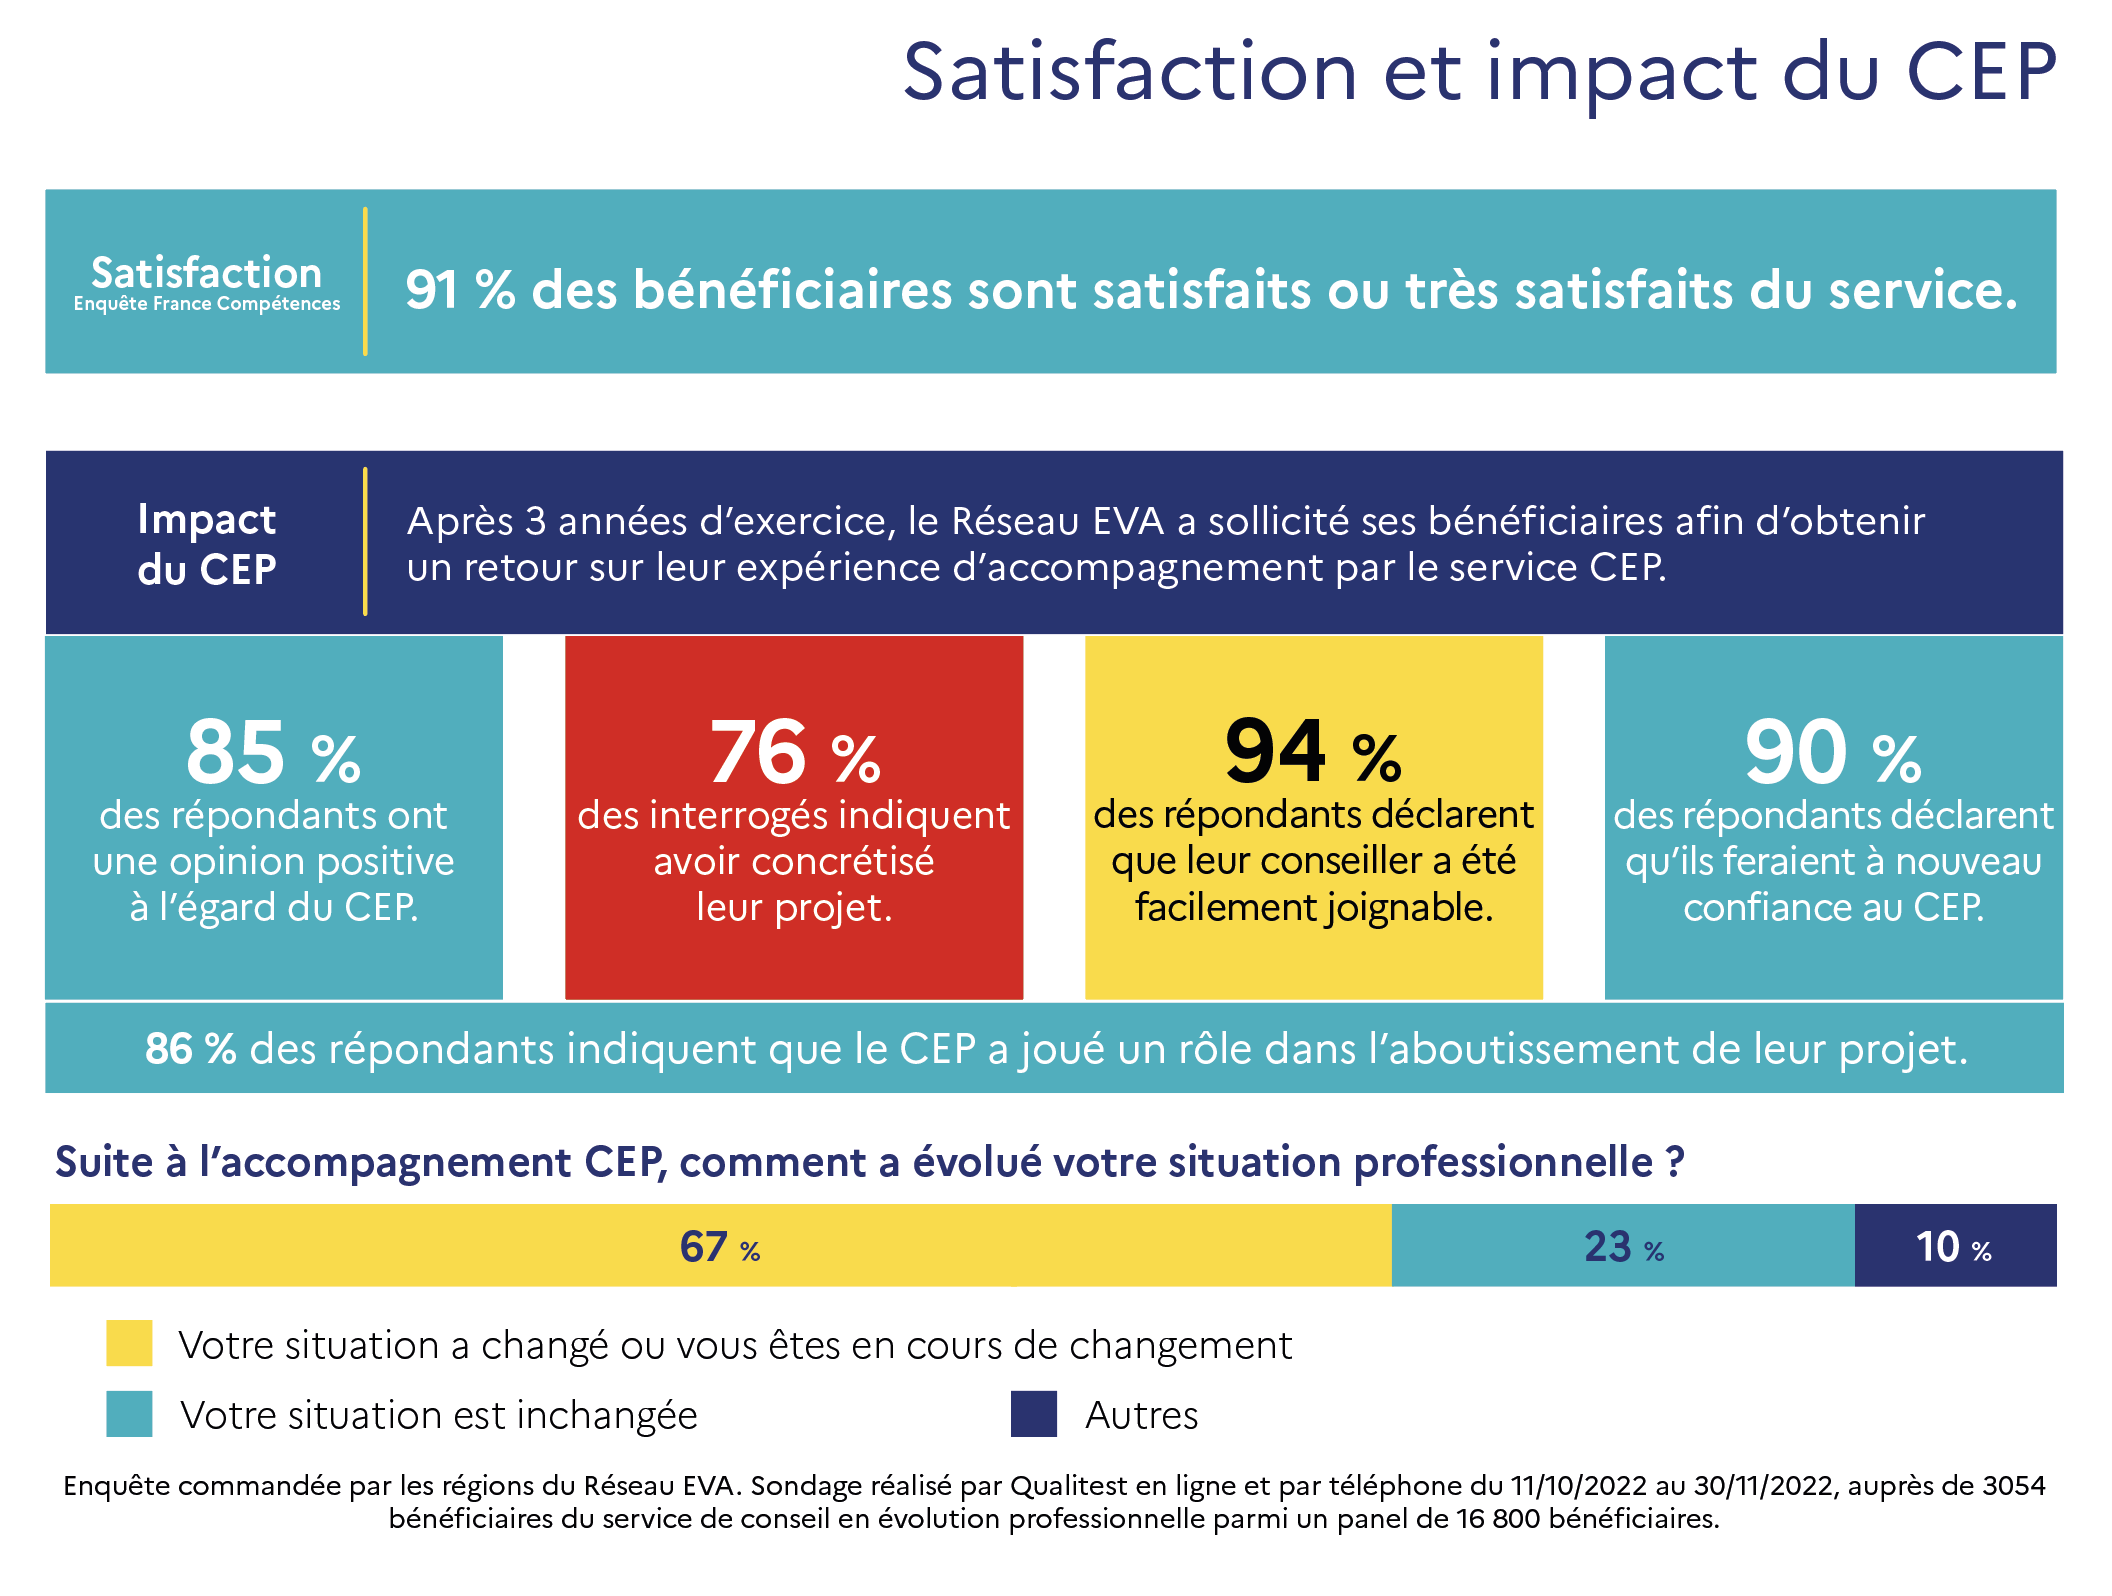 Satisfaction et impact du CEP
Satisfaction
Enquête France Compétences
91 % des bénéficiaires sont satisfaits ou très satisfaits du service.
Impact
du CEP
Après 3 années d’exercice, le Réseau EVA a sollicité ses bénéficiaires afin d’obtenir
un retour sur leur expérience d’accompagnement par le service CEP.
85 %
des répondants ont
une opinion positive
à l’égard du CEP.
76 %
des interrogés indiquent
avoir concrétisé
leur projet.
94 %
des répondants déclarent
que leur conseiller a été
facilement joignable.
90 %
des répondants déclarent
qu’ils feraient à nouveau
confiance au CEP.
86 % des répondants indiquent que le CEP a joué un rôle dans l’aboutissement de leur projet.
Suite à l’accompagnement CEP, comment a évolué votre situation professionnelle ?
67 %
23 %
10 %
Votre situation a changé ou vous êtes en cours de changement
Votre situation est inchangée
Autres
Enquête commandée par les régions du Réseau EVA. Sondage réalisé par Qualitest en ligne et par téléphone du 11/10/2022 au 30/11/2022, auprès de 3054
bénéficiaires du service de conseil en évolution professionnelle parmi un panel de 16 800 bénéficiaires.